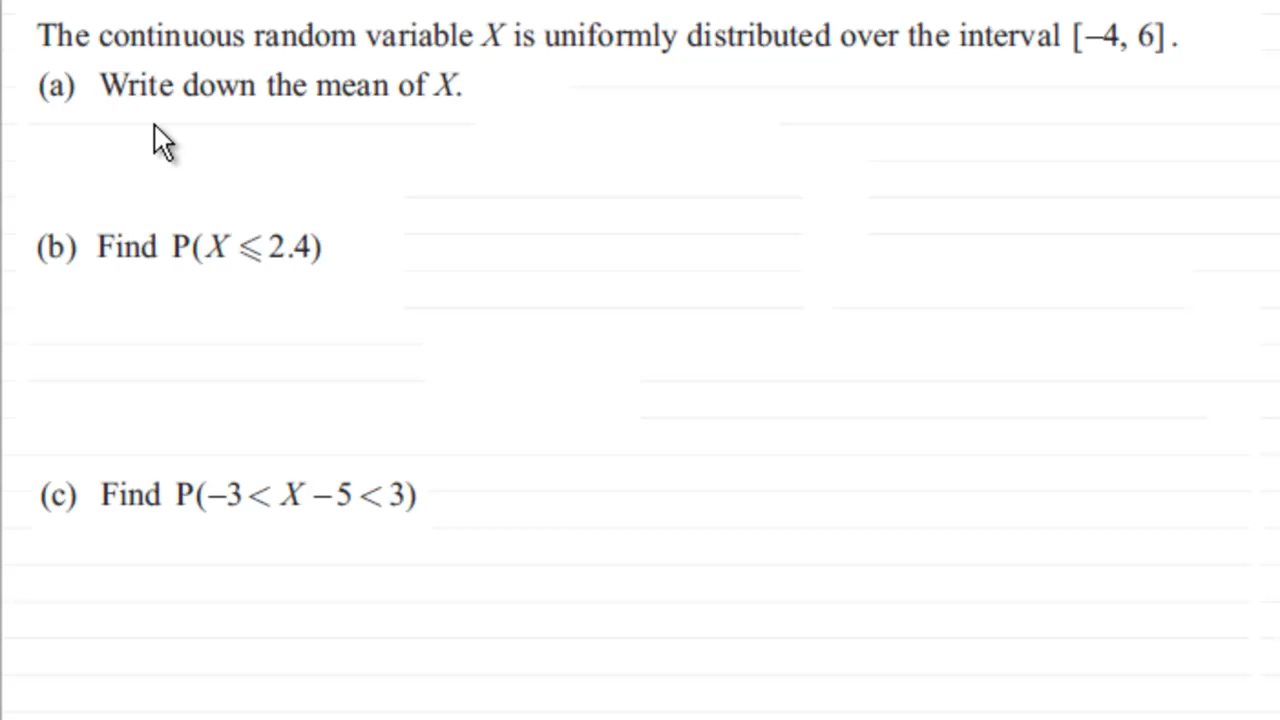 The continuous random variable X is uniformly distributed over the interval [–4, 6].
(a) Write down the mean of X.
(b) Find P(X ⩽ 2.4)
(c) Find P(–3 < X – 5 < 3)